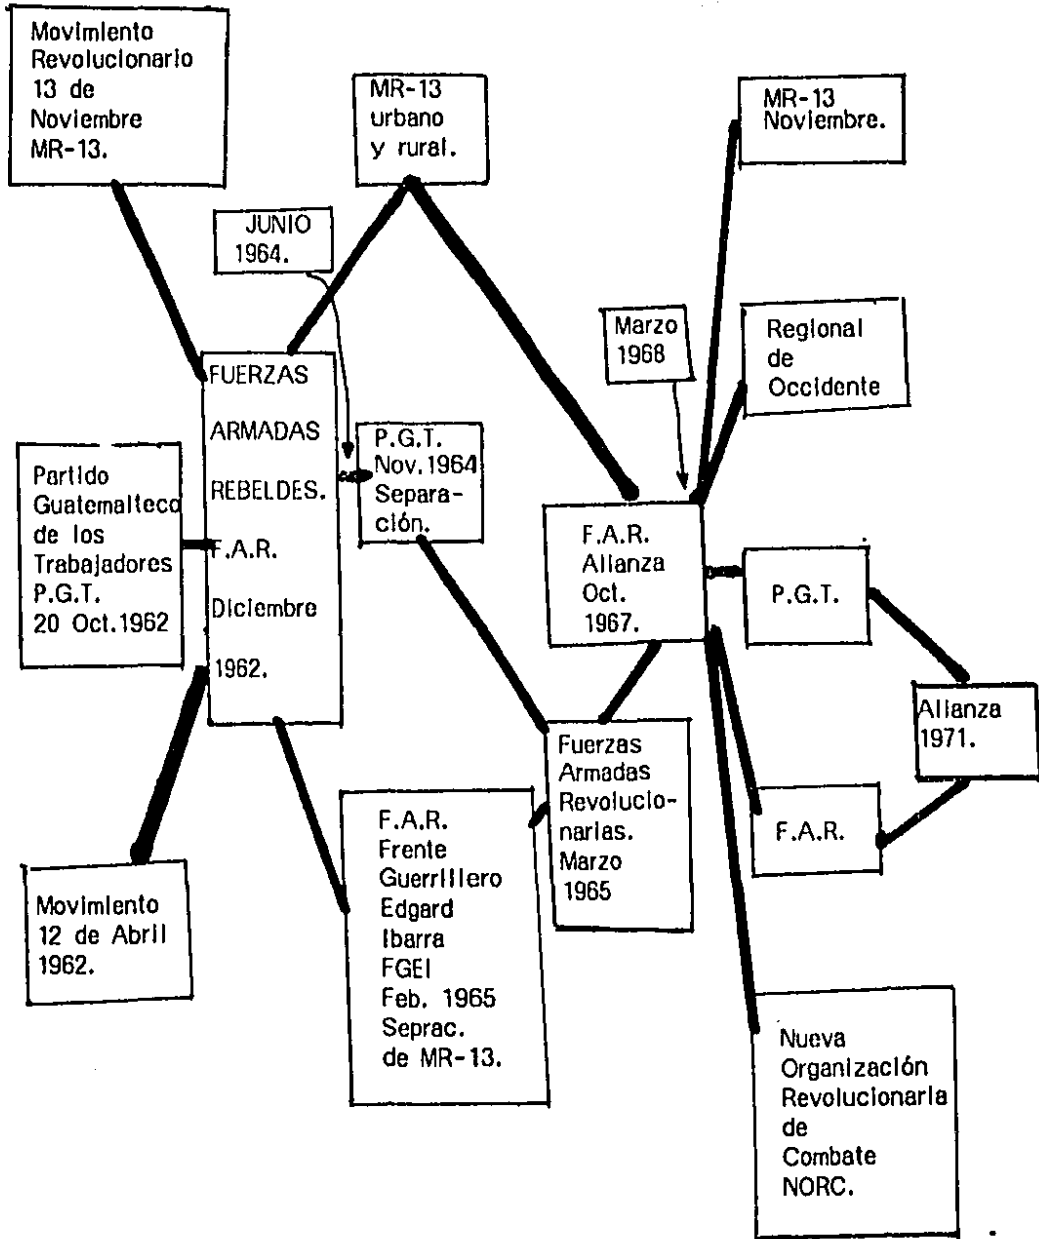 Movimiento
Revolucionario
13 de
Noviembre
MR-13.
MR-13
urbano
y rural.
MR-13
Noviembre.
JUNIO
1964.
Marzo
1968
Regional
de
Occidente
FUERZAS
ARMADAS
REBELDES.
F.A.R.
Diciembre
1962.
P.G.T.
Nov. 1964
Separa-
ción.
Partido
Guatemalteco
de los
Trabajadores
P.G.T.
20 Oct. 1962
F.A.R.
Alianza
Oct.
1967.
P.G.T.
Alianza
1971.
Fuerzas
Armadas
Revolucio-
narias.
Marzo
1965
F.A.R.
Movimiento
12 de Abril
1962.
F.A.R.
Frente
Guerrillero
Edgard
Ibarra
FGEI
Feb. 1965
Seprac.
de MR-13.
Nueva
Organización
Revolucionaria
de
Combate
NORC.